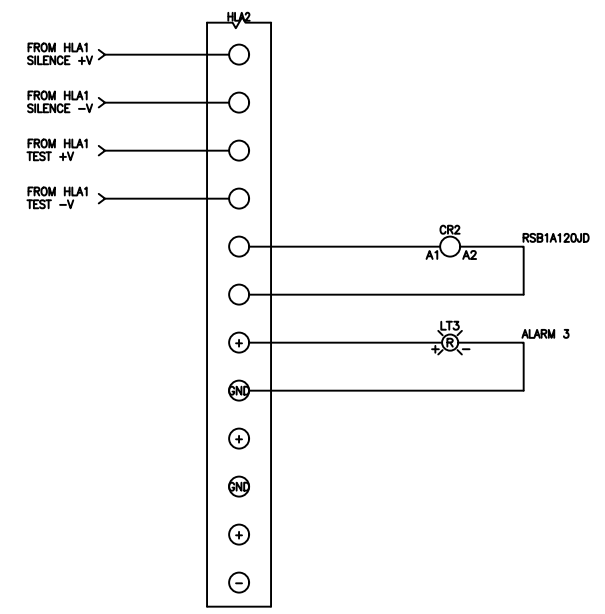 HLA2
FROM HLA1
SILENCE +V
FROM HLA1
SILENCE -V
FROM HLA1
TEST +V
FROM HLA1
TEST -V
CR2
A1 A2
RSB1A120JD
+
LT3
R
+ -
ALARM 3
GND
+
GND
+
-